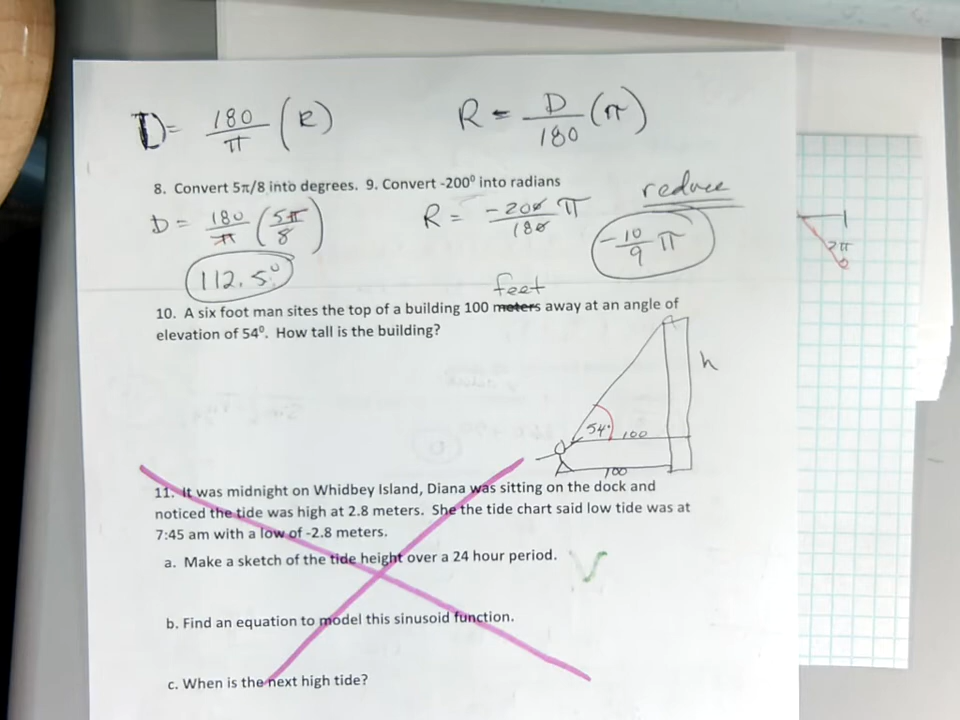 D = 180/π (R)
R = D/180 (π)
8. Convert 5π/8 into degrees. 9. Convert -200⁰ into radians
reduce
D = 180/π (5π/8)
R = -200/180 π
-10/9 π
112.5°
feet
10. A six foot man sites the top of a building 100 meters away at an angle of
elevation of 54⁰. How tall is the building?
h
54° 100
100
11. It was midnight on Whidbey Island, Diana was sitting on the dock and
noticed the tide was high at 2.8 meters. She the tide chart said low tide was at
7:45 am with a low of -2.8 meters.
a. Make a sketch of the tide height over a 24 hour period.
b. Find an equation to model this sinusoid function.
c. When is the next high tide?